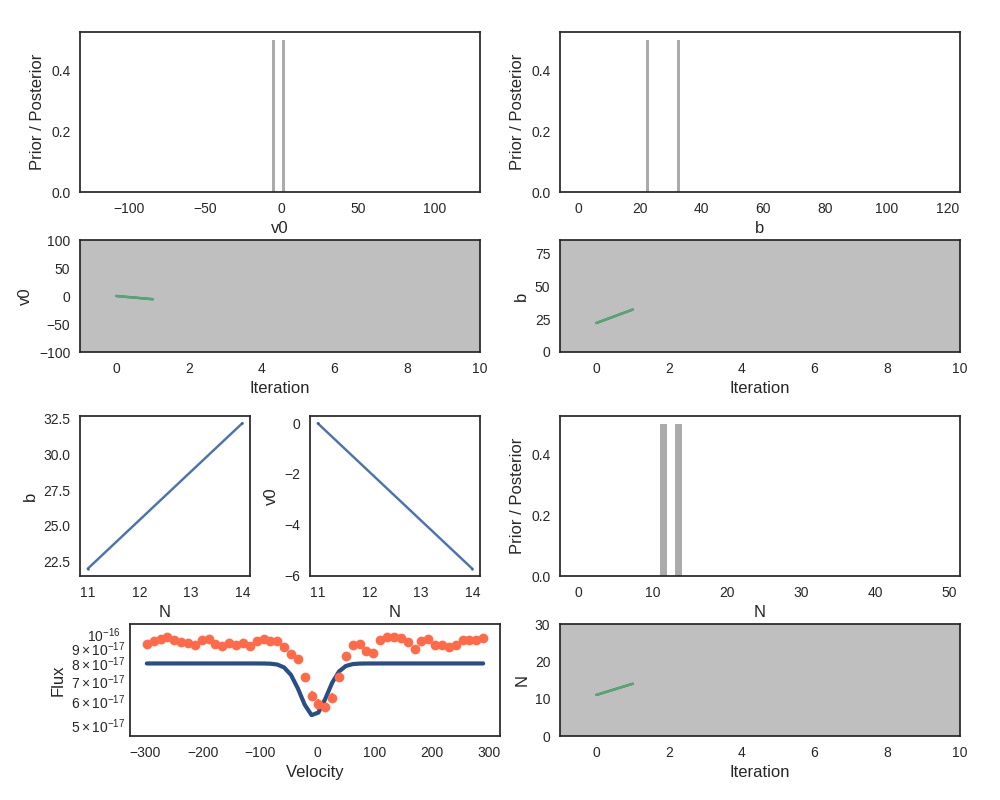 Prior / Posterior
0.4
0.2
0.0
−100 −50 0 50 100
v0
Prior / Posterior
0.4
0.2
0.0
0 20 40 60 80 100 120
b
v0
100
50
0
−50
−100
0 2 4 6 8 10
Iteration
b
75
50
25
0
0 2 4 6 8 10
Iteration
b
32.5
30.0
27.5
25.0
22.5
11 12 13 14
N
v0
0
−2
−4
−6
11 12 13 14
N
Prior / Posterior
0.4
0.2
0.0
0 10 20 30 40 50
N
Flux
10⁻¹⁶
9 × 10⁻¹⁷
8 × 10⁻¹⁷
7 × 10⁻¹⁷
6 × 10⁻¹⁷
5 × 10⁻¹⁷
−300 −200 −100 0 100 200 300
Velocity
N
30
20
10
0
0 2 4 6 8 10
Iteration